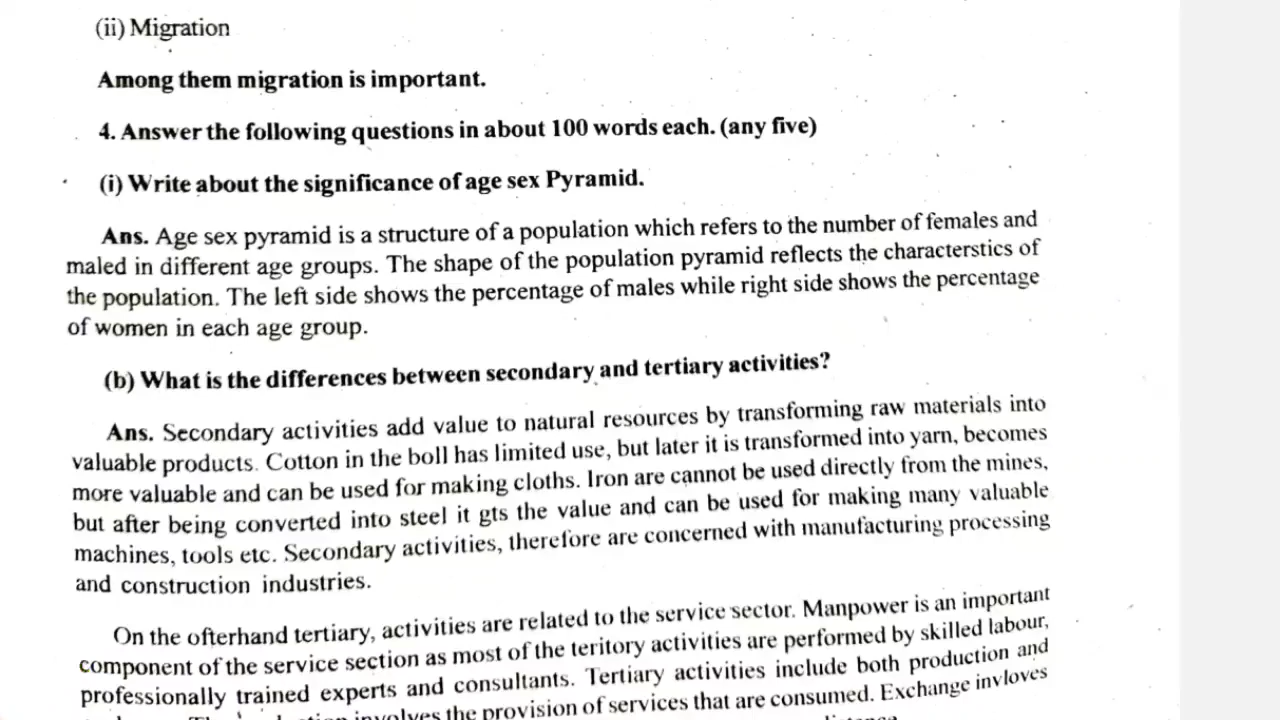 (ii) Migration
Among them migration is important.
4. Answer the following questions in about 100 words each. (any five)
(i) Write about the significance of age sex Pyramid.
Ans. Age sex pyramid is a structure of a population which refers to the number of females and
maled in different age groups. The shape of the population pyramid reflects the characterstics of
the population. The left side shows the percentage of males while right side shows the percentage
of women in each age group.
(b) What is the differences between secondary and tertiary activities?
Ans. Secondary activities add value to natural resources by transforming raw materials into
valuable products. Cotton in the boll has limited use, but later it is transformed into yarn, becomes
more valuable and can be used for making cloths. Iron are cannot be used directly from the mines,
but after being converted into steel it gts the value and can be used for making many valuable
machines, tools etc. Secondary activities, therefore are concerned with manufacturing processing
and construction industries.
On the ofterhand tertiary, activities are related to the service sector. Manpower is an important
component of the service section as most of the teritory activities are performed by skilled labour,
professionally trained experts and consultants. Tertiary activities include both production and
involves the provision of services that are consumed. Exchange invloves